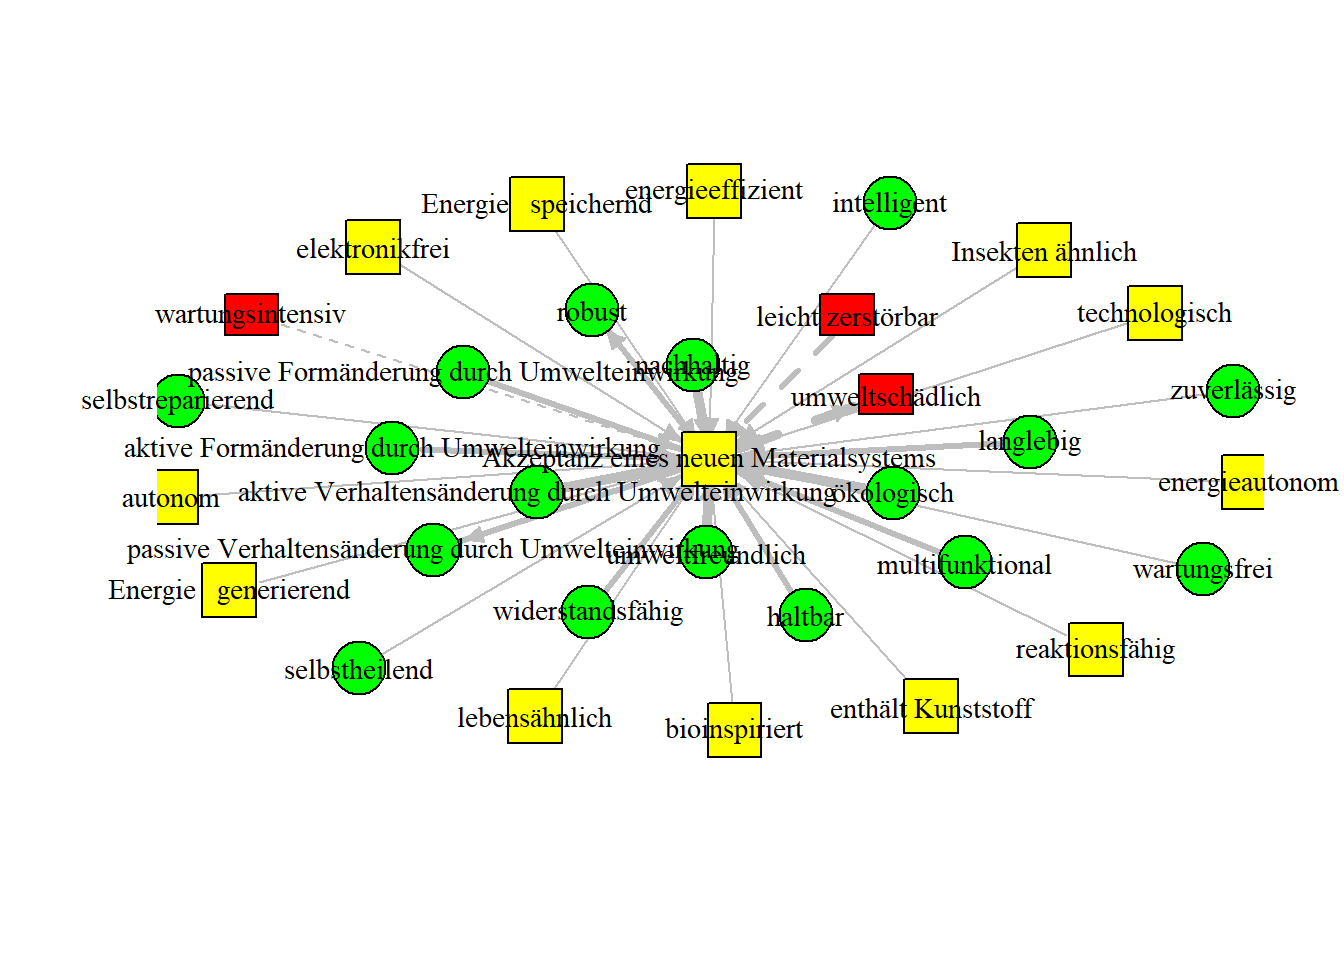 energieeffizient
Energie speichernd
intelligent
elektronikfrei
Insekten ähnlich
wartungsintensiv
robust
leicht zerstörbar
technologisch
nachhaltig
passive Formänderung durch Umwelteinwirkung
selbstreparierend
umweltschädlich
zuverlässig
aktive Formänderung durch Umwelteinwirkung
langlebig
Akzeptanz eines neuen Materialsystems
autonom
aktive Verhaltensänderung durch Umwelteinwirkung
ökologisch
energieautonom
passive Verhaltensänderung durch Umwelteinwirkung
umweltfreundlich
multifunktional
wartungsfrei
Energie generierend
widerstandsfähig
haltbar
selbstheilend
reaktionsfähig
lebensähnlich
bioinspiriert
enthält Kunststoff